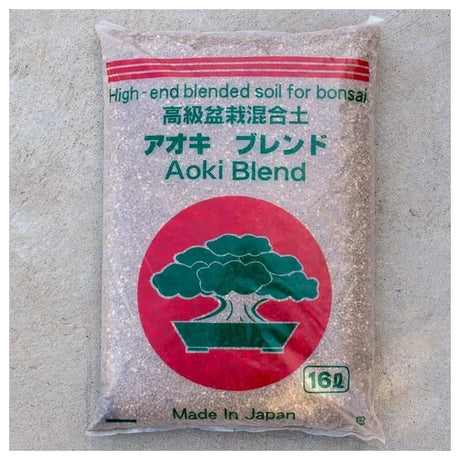 High-end blended soil for bonsai
高級盆栽混合土
アオキ ブレンド
Aoki Blend
16ℓ
Made In Japan